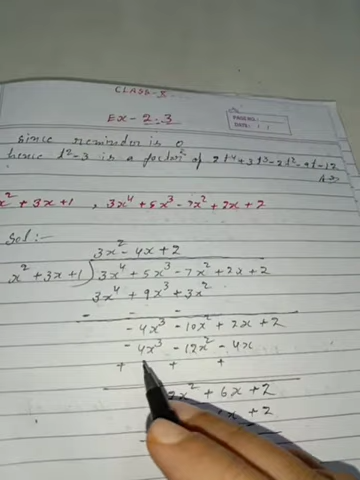 CLASS-X
Ex - 2.3
PAGE NO.:
DATE: / /
since reminder is 0
hence t²-3 is a factor of 2t⁴+3t³-2t²-9t-12
x²+3x+1 , 3x⁴+5x³-7x²+2x+2
Sol:-
3x²-4x+2
x²+3x+1) 3x⁴+5x³-7x²+2x+2
3x⁴+9x³+3x²
- - -
-4x³-10x²+2x+2
-4x³-12x²-4x
+ + +
2x²+6x+2
x+2